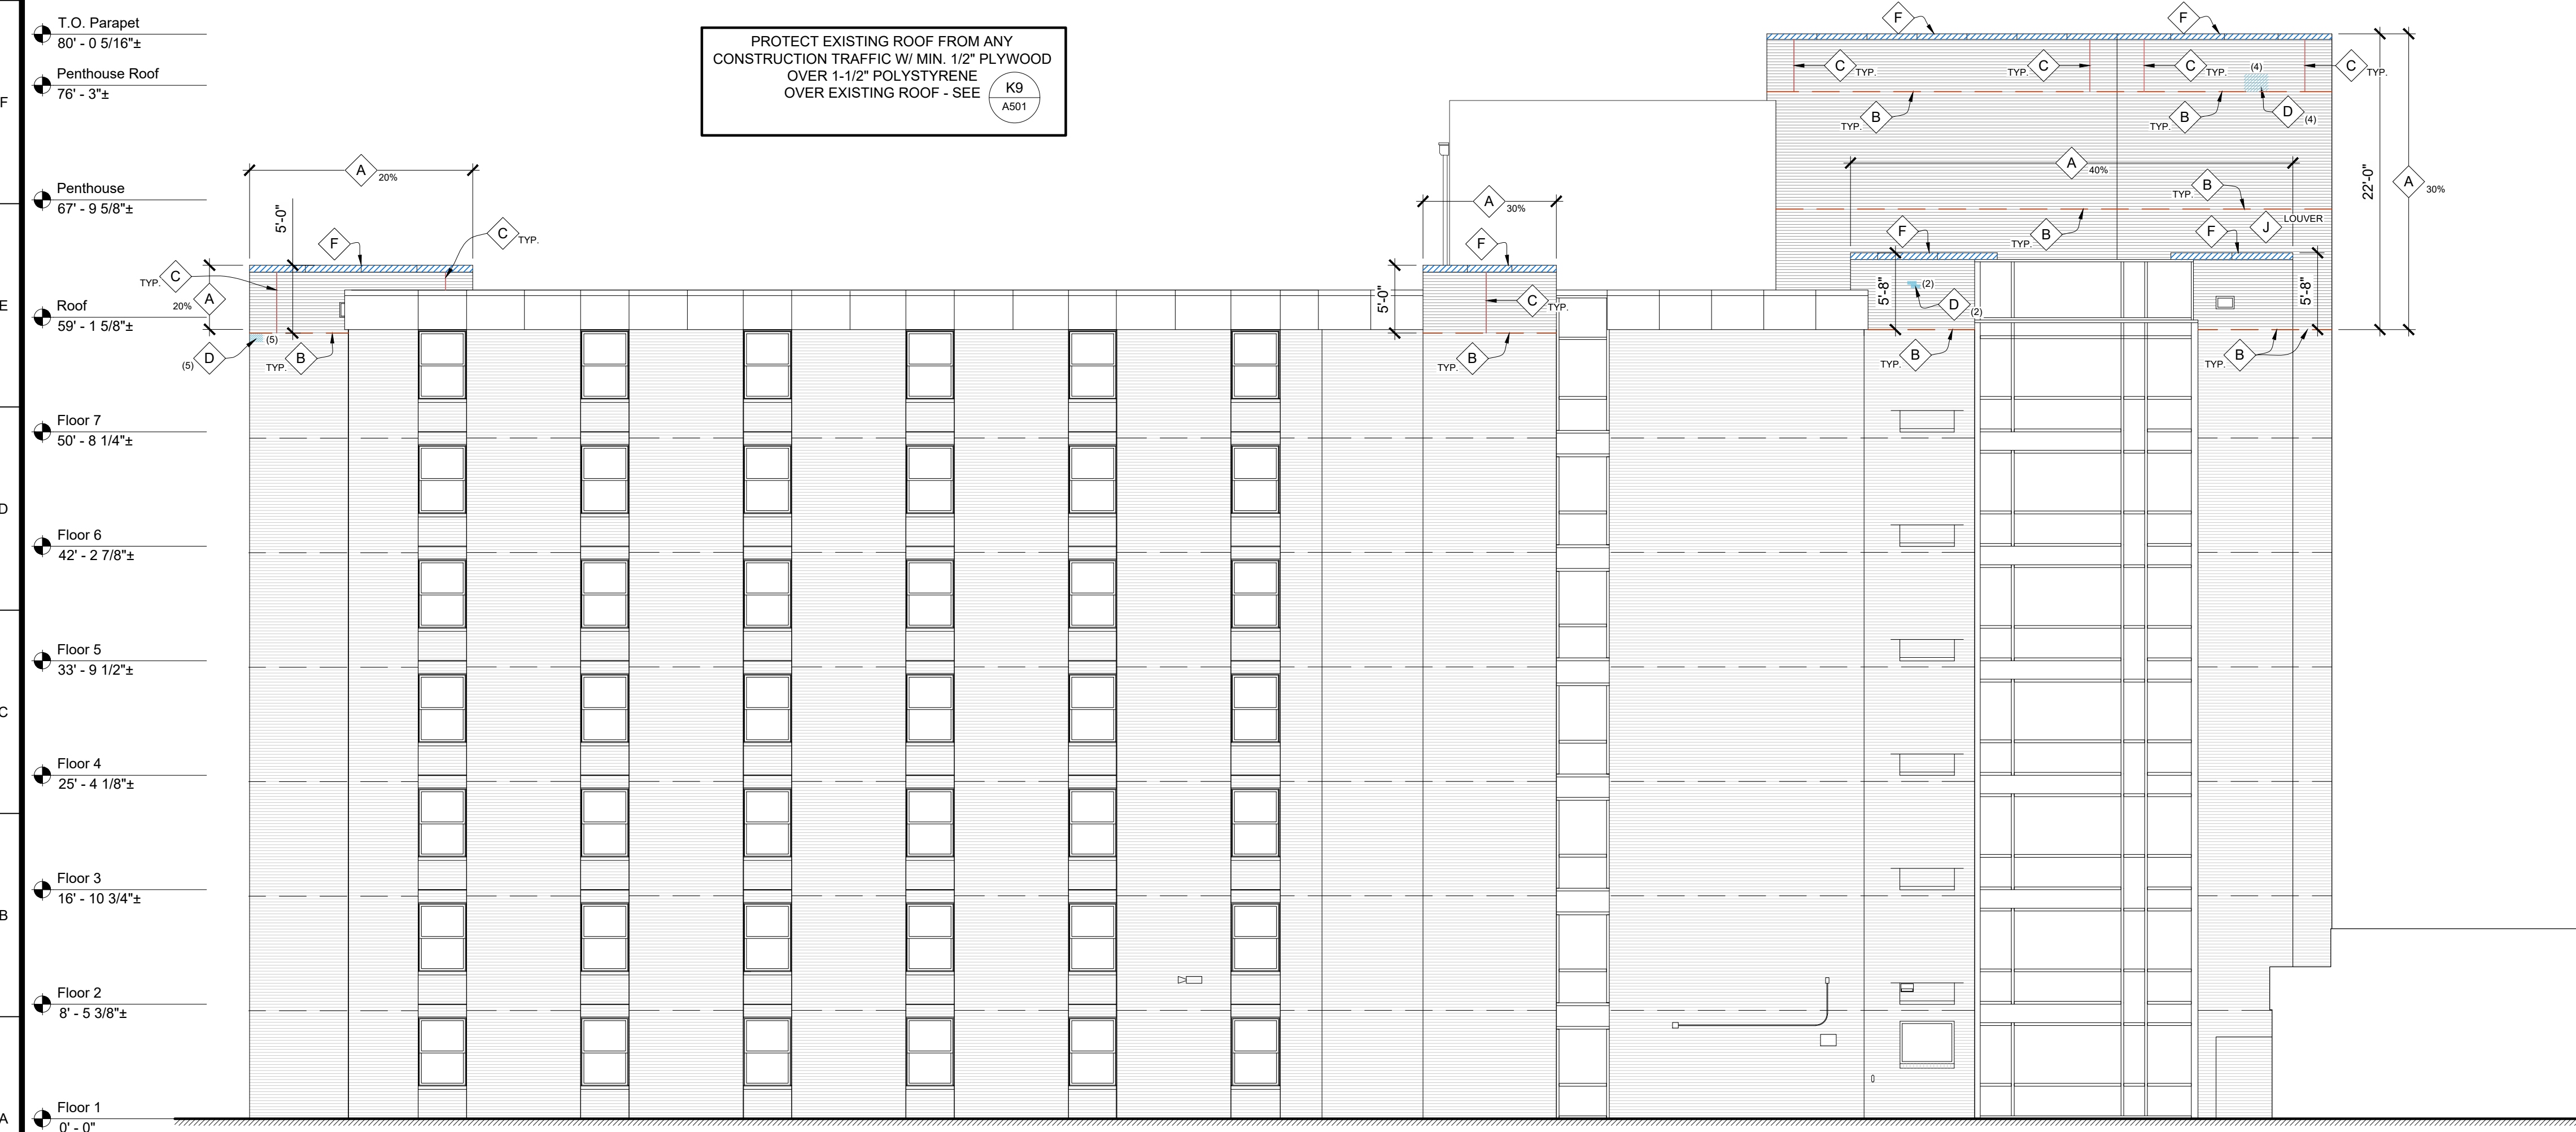 T.O. Parapet
80' - 0 5/16"±
Penthouse Roof
76' - 3"±
Penthouse
67' - 9 5/8"±
Roof
59' - 1 5/8"±
Floor 7
50' - 8 1/4"±
Floor 6
42' - 2 7/8"±
Floor 5
33' - 9 1/2"±
Floor 4
25' - 4 1/8"±
Floor 3
16' - 10 3/4"±
Floor 2
8' - 5 3/8"±
Floor 1
0' - 0"
F
E
D
C
B
A
PROTECT EXISTING ROOF FROM ANY
CONSTRUCTION TRAFFIC W/ MIN. 1/2" PLYWOOD
OVER 1-1/2" POLYSTYRENE
OVER EXISTING ROOF - SEE
K9
A501
A 20%
5'-0"
F
C TYP.
TYP. C
20% A
(5)
(5) D
TYP. B
A 30%
F
5'-0"
C TYP.
TYP. B
F
F
C TYP.
TYP. C
C TYP.
C TYP.
(4)
D (4)
TYP. B
TYP. B
A 40%
22'-0"
A 30%
TYP. B
TYP. B
J LOUVER
F
F
5'-8"
(2)
D (2)
5'-8"
TYP. B
TYP. B